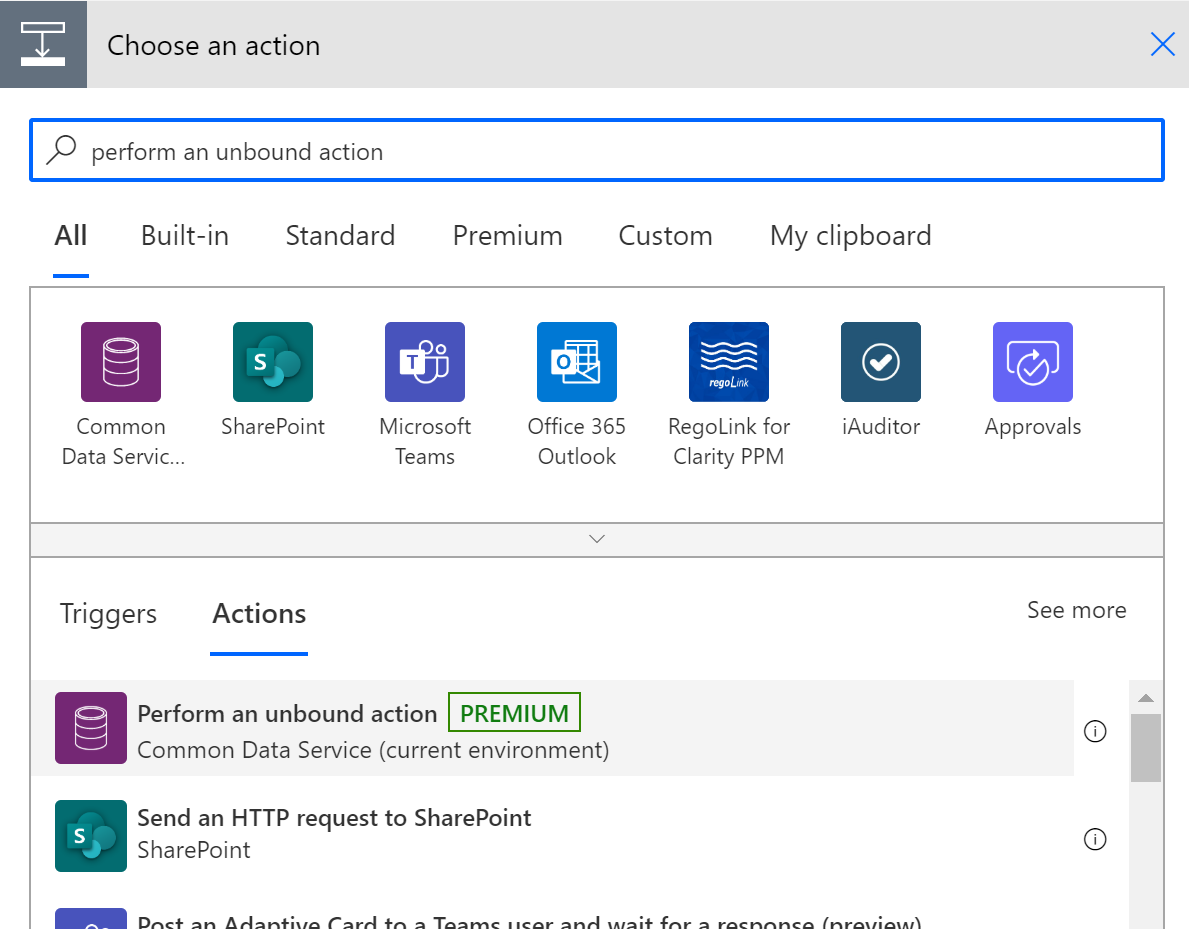 Choose an action
perform an unbound action
All Built-in Standard Premium Custom My clipboard
Common Data Servic...
S
SharePoint
T
Microsoft Teams
O
Office 365 Outlook
regoLink
RegoLink for Clarity PPM
iAuditor
Approvals
Triggers Actions See more
Perform an unbound action PREMIUM
Common Data Service (current environment)
S
Send an HTTP request to SharePoint
SharePoint
Post an Adaptive Card to a Teams user and wait for a response (preview)